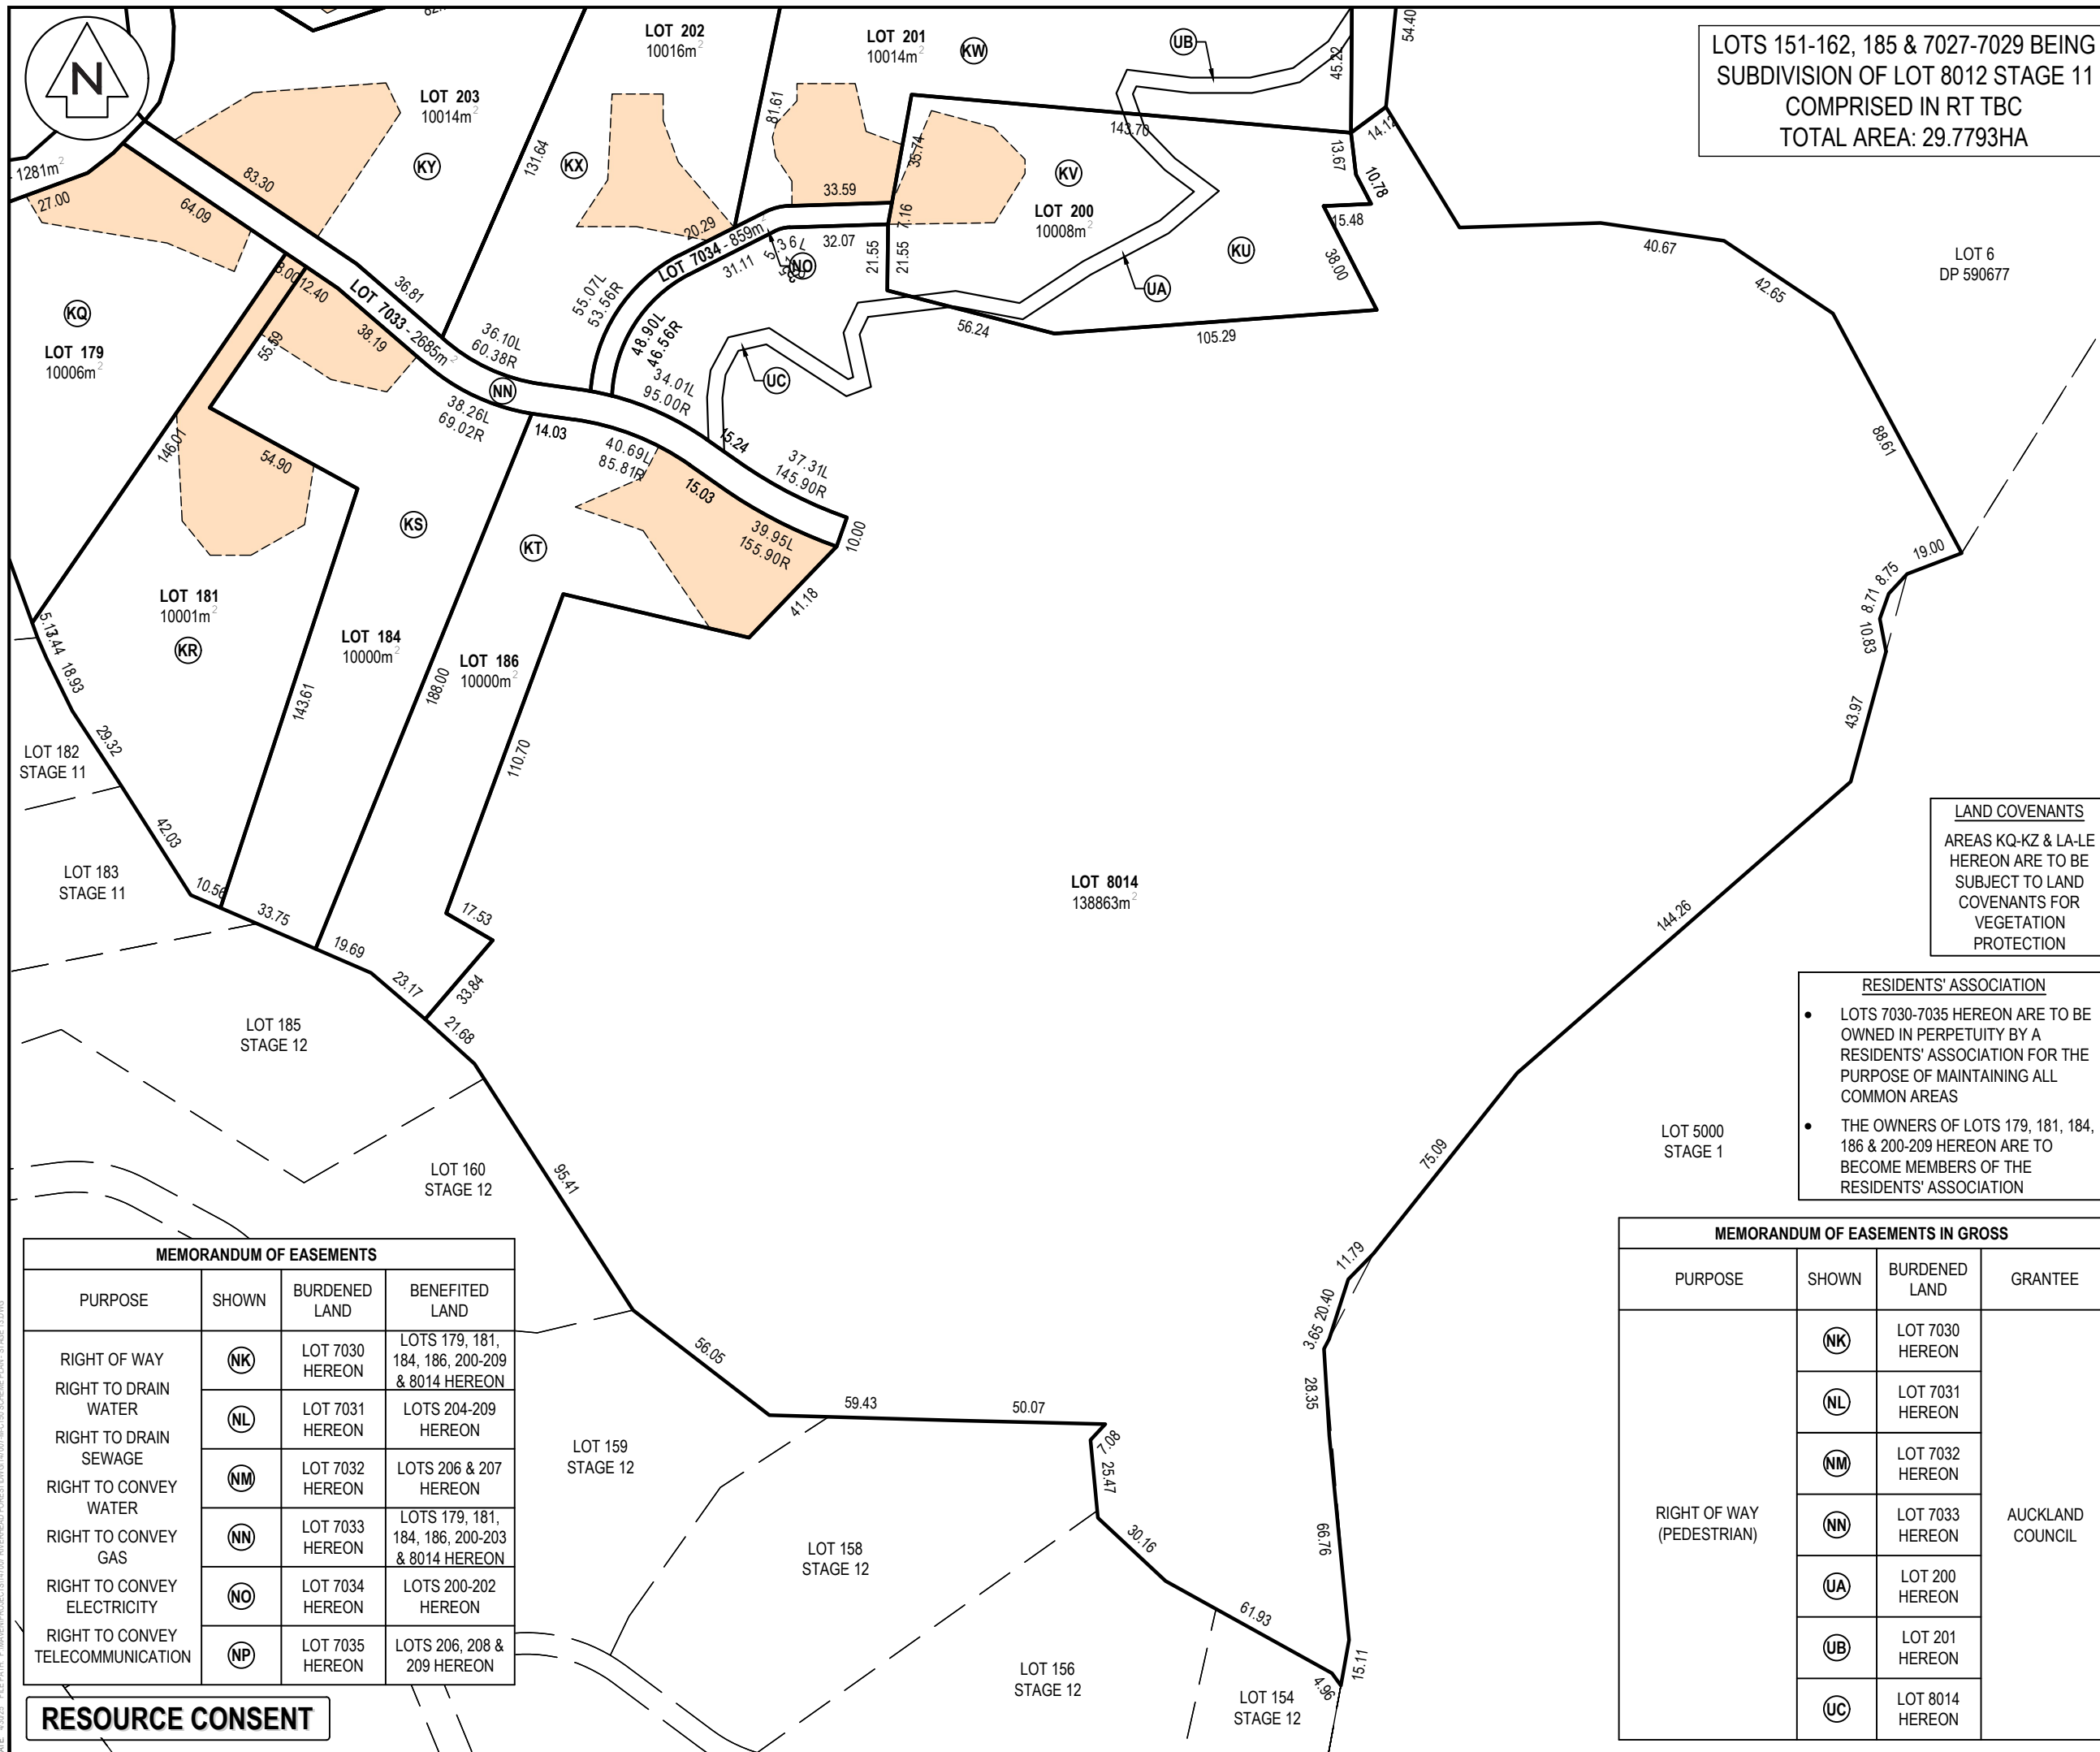 N
LOTS 151-162, 185 & 7027-7029 BEING
SUBDIVISION OF LOT 8012 STAGE 11
COMPRISED IN RT TBC
TOTAL AREA: 29.7793HA
LOT 202
10016m²
LOT 201
10014m²
KW
UB
45.22
54.40
LOT 203
10014m²
KY
131.64
KX
81.61
143.70
14.12
13.67
10.78
1281m²
27.00
83.30
64.09
35.74
KV
LOT 200
10008m²
33.59
7.16
20.29
LOT 7034 - 859m²
31.11
NO
32.07
21.55
21.55
15.48
38.00
KU
UA
40.67
42.65
LOT 6
DP 590677
KQ
LOT 179
10006m²
12.40
LOT 7033 - 2685m²
36.81
38.19
55.59
36.10L
60.38R
55.07L
53.56R
48.90L
46.56R
34.01L
95.00R
NN
UC
56.24
105.29
38.26L
69.02R
14.03
40.69L
85.81R
15.24
37.31L
145.90R
15.03
39.95L
155.90R
10.00
41.18
146.01
54.90
KS
KT
88.61
19.00
8.75
8.71
10.83
43.97
LOT 181
10001m²
KR
5.13
18.93
29.32
LOT 184
10000m²
LOT 186
10000m²
143.61
188.00
110.70
LOT 182
STAGE 11
42.03
LOT 183
STAGE 11
10.56
33.75
19.69
17.53
23.17
33.84
21.68
LOT 8014
138863m²
144.26
LAND COVENANTS
AREAS KQ-KZ & LA-LE
HEREON ARE TO BE
SUBJECT TO LAND
COVENANTS FOR
VEGETATION
PROTECTION
RESIDENTS' ASSOCIATION
• LOTS 7030-7035 HEREON ARE TO BE
OWNED IN PERPETUITY BY A
RESIDENTS' ASSOCIATION FOR THE
PURPOSE OF MAINTAINING ALL
COMMON AREAS
• THE OWNERS OF LOTS 179, 181, 184,
186 & 200-209 HEREON ARE TO
BECOME MEMBERS OF THE
RESIDENTS' ASSOCIATION
LOT 185
STAGE 12
LOT 160
STAGE 12
LOT 5000
STAGE 1
75.09
95.41
11.79
20.40
3.65
28.35
66.76
56.05
59.43
50.07
7.08
25.47
30.16
61.93
4.96
15.11
LOT 159
STAGE 12
LOT 158
STAGE 12
LOT 156
STAGE 12
LOT 154
STAGE 12
MEMORANDUM OF EASEMENTS
PURPOSE SHOWN BURDENED LAND BENEFITED LAND
RIGHT OF WAY
RIGHT TO DRAIN
WATER
RIGHT TO DRAIN
SEWAGE
RIGHT TO CONVEY
WATER
RIGHT TO CONVEY
GAS
RIGHT TO CONVEY
ELECTRICITY
RIGHT TO CONVEY
TELECOMMUNICATION
NK LOT 7030 HEREON LOTS 179, 181, 184, 186, 200-209 & 8014 HEREON
NL LOT 7031 HEREON LOTS 204-209 HEREON
NM LOT 7032 HEREON LOTS 206 & 207 HEREON
NN LOT 7033 HEREON LOTS 179, 181, 184, 186, 200-203 & 8014 HEREON
NO LOT 7034 HEREON LOTS 200-202 HEREON
NP LOT 7035 HEREON LOTS 206, 208 & 209 HEREON
MEMORANDUM OF EASEMENTS IN GROSS
PURPOSE SHOWN BURDENED LAND GRANTEE
RIGHT OF WAY
(PEDESTRIAN)
NK LOT 7030 HEREON
NL LOT 7031 HEREON
NM LOT 7032 HEREON
NN LOT 7033 HEREON
UA LOT 200 HEREON
UB LOT 201 HEREON
UC LOT 8014 HEREON
AUCKLAND
COUNCIL
RESOURCE CONSENT